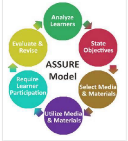 Analyze
Learners
State
Objectives
Select Media
& Materials
Utilize Media
& Materials
Require
Learner
Participation
Evaluate &
Revise
ASSURE
Model